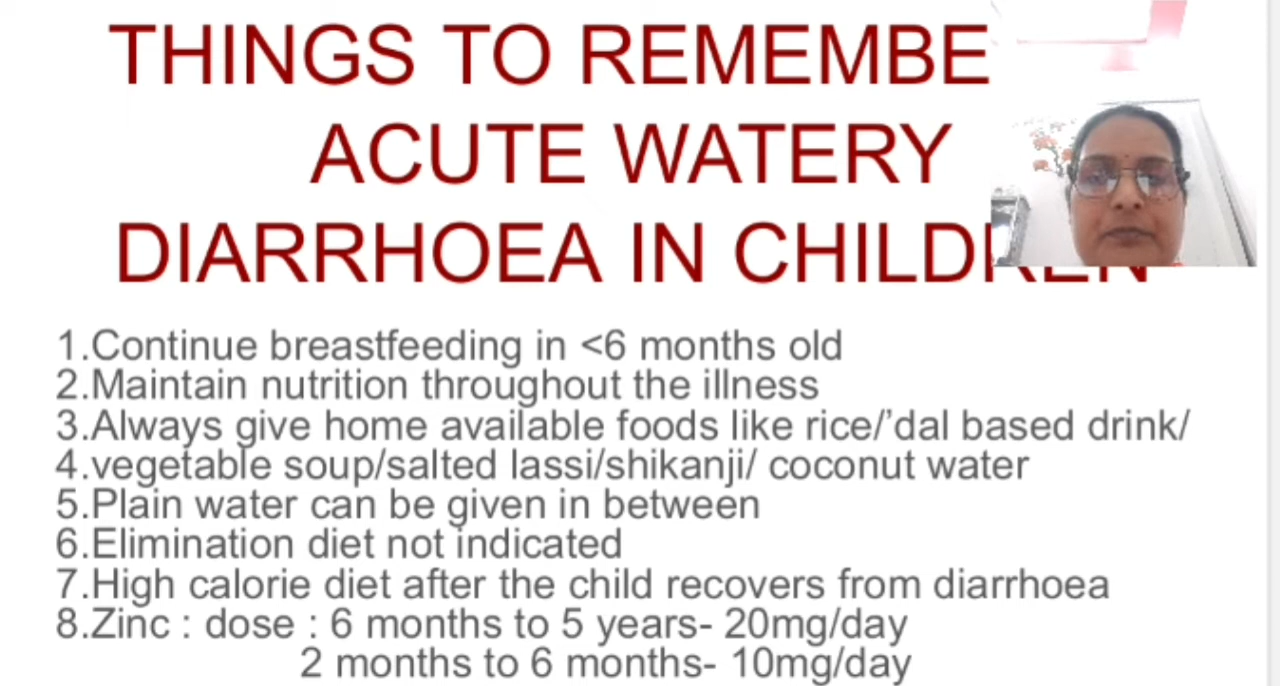 THINGS TO REMEMBE
ACUTE WATERY
DIARRHOEA IN CHILDREN
1.Continue breastfeeding in <6 months old
2.Maintain nutrition throughout the illness
3.Always give home available foods like rice/’dal based drink/
4.vegetable soup/salted lassi/shikanji/ coconut water
5.Plain water can be given in between
6.Elimination diet not indicated
7.High calorie diet after the child recovers from diarrhoea
8.Zinc : dose : 6 months to 5 years- 20mg/day
2 months to 6 months- 10mg/day